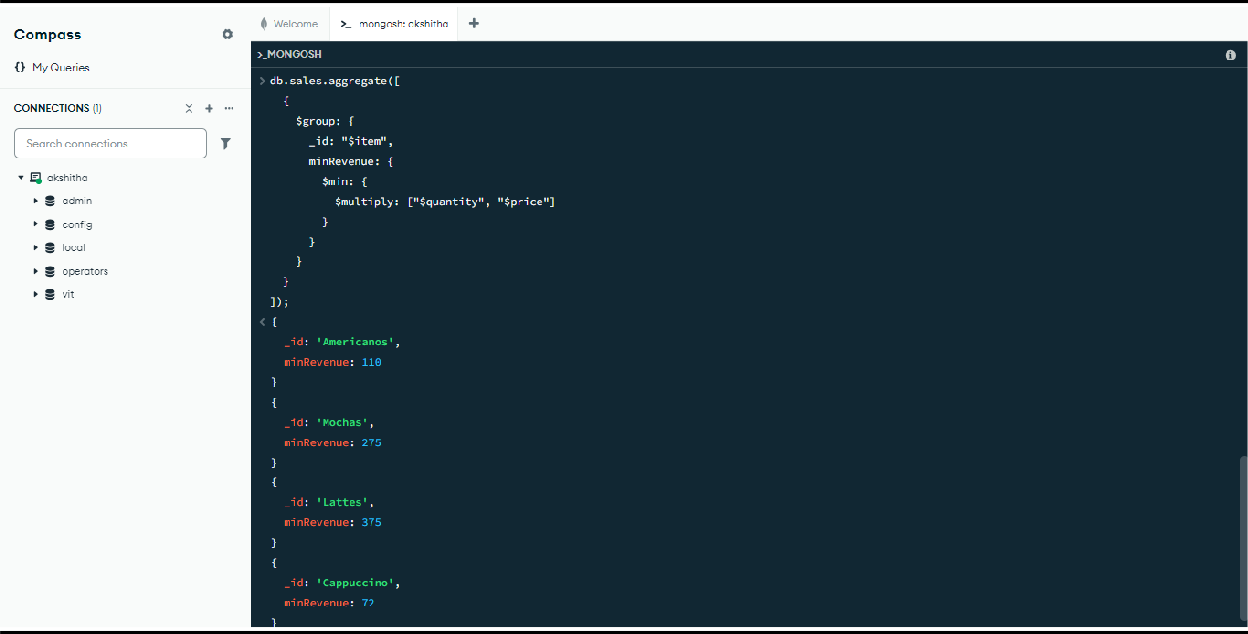 Compass
Welcome
>_ mongosh: akshitha
+
{} My Queries
CONNECTIONS (1)
+ ...
Search connections
akshitha
admin
config
local
operators
vit
>_MONGOSH
> db.sales.aggregate([
{
$group: {
_id: "$item",
minRevenue: {
$min: {
$multiply: ["$quantity", "$price"]
}
}
}
}
]);
< {
_id: 'Americanos',
minRevenue: 110
}
{
_id: 'Mochas',
minRevenue: 275
}
{
_id: 'Lattes',
minRevenue: 375
}
{
_id: 'Cappuccino',
minRevenue: 72
}